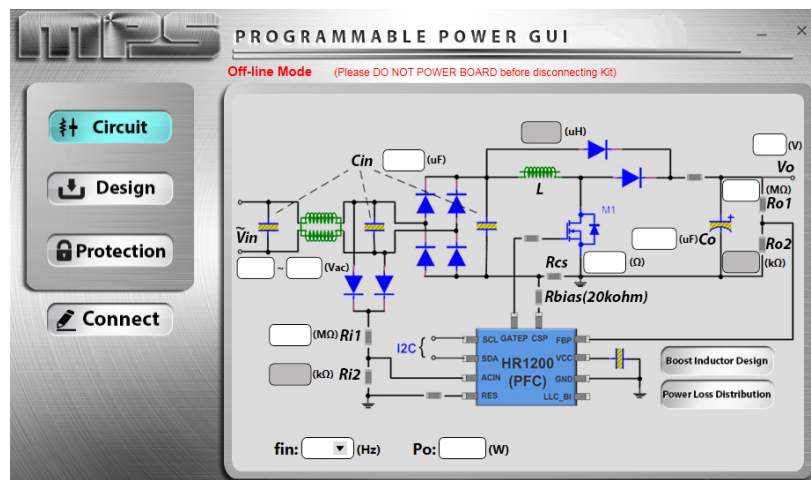 MPS
PROGRAMMABLE POWER GUI
Off-line Mode (Please DO NOT POWER BOARD before disconnecting Kit)
Circuit
Design
Protection
Connect
(uH)
(V)
Cin (uF)
Vo
L
(MΩ)
Ro1
M1
~
Vin
(uF) Co
Ro2
~ (Vac)
Rcs
(Ω)
(kΩ)
Rbias(20kohm)
(MΩ) Ri1
I2C
SCL GATEP CSP FBP
SDA
HR1200
VCC
(kΩ) Ri2
ACIN
(PFC)
GND
RES
LLC_BI
Boost Inductor Design
Power Loss Distribution
fin: (Hz) Po: (W)